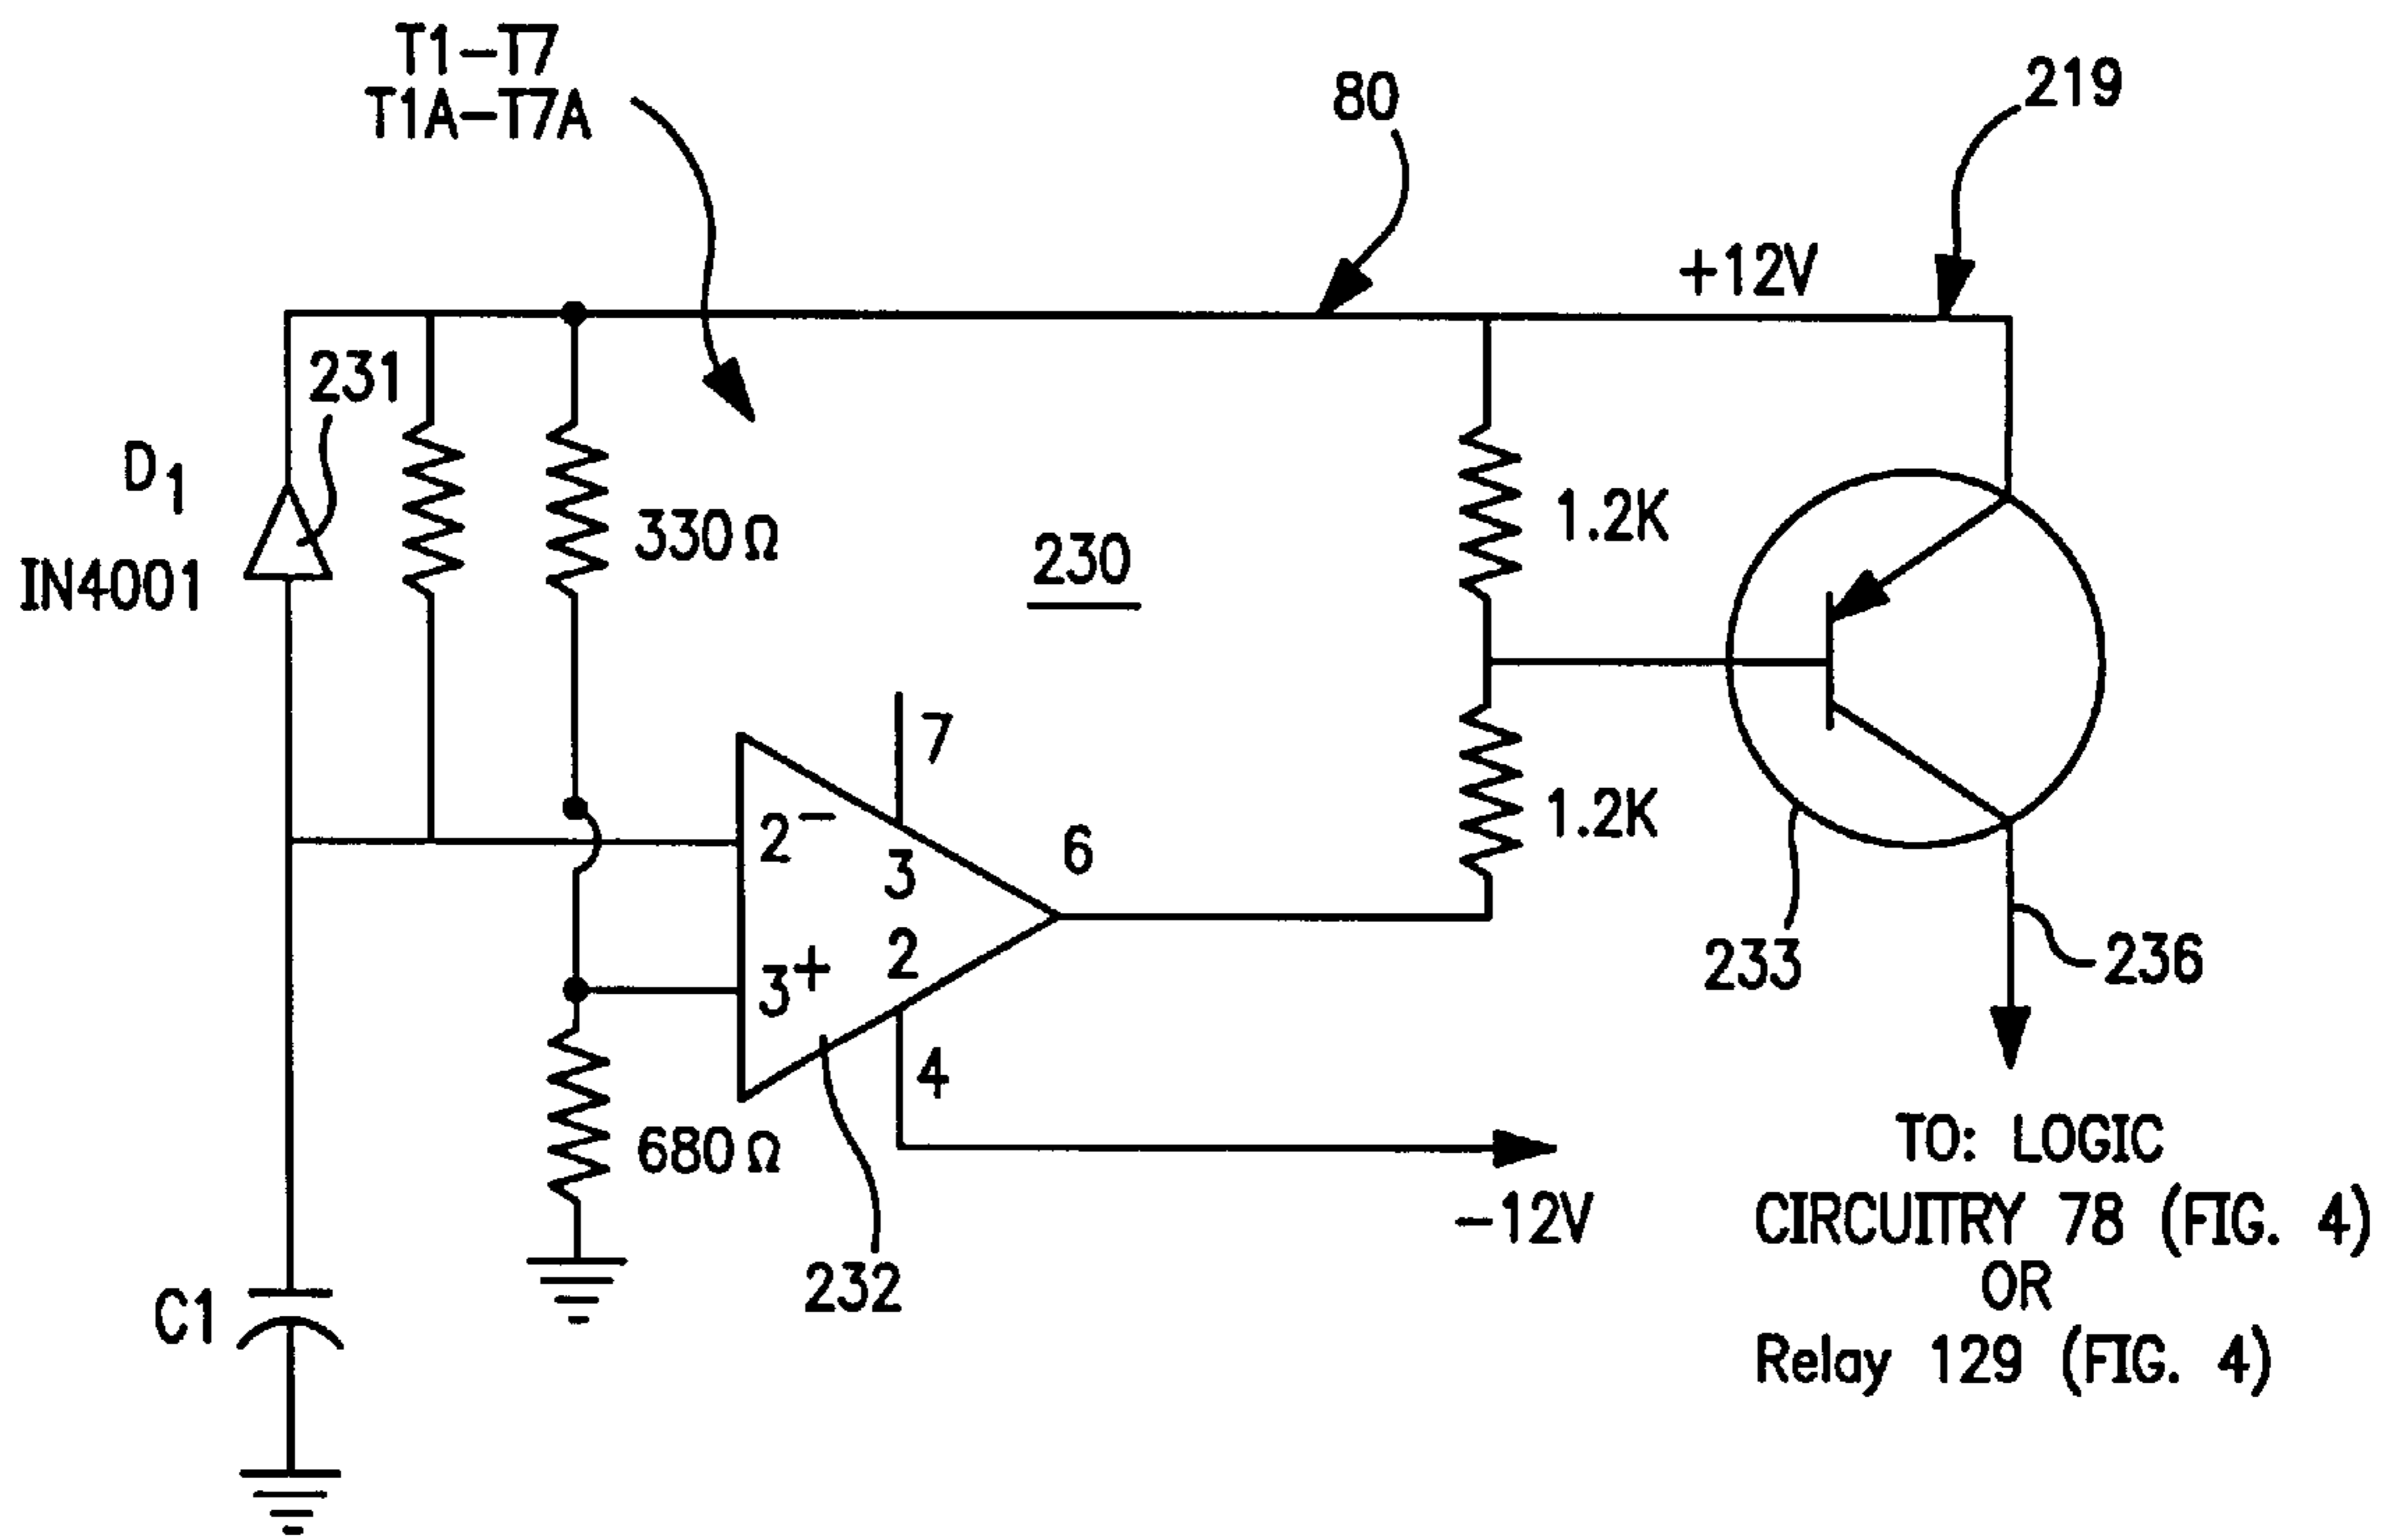 T1-T7
T1A-T7A
80
219
+12V
231
D1
IN4001
330Ω
230
1.2K
7
2-
3
6
1.2K
3+
2
4
233
236
680Ω
232
-12V
C1
TO: LOGIC
CIRCUITRY 78 (FIG. 4)
OR
Relay 129 (FIG. 4)